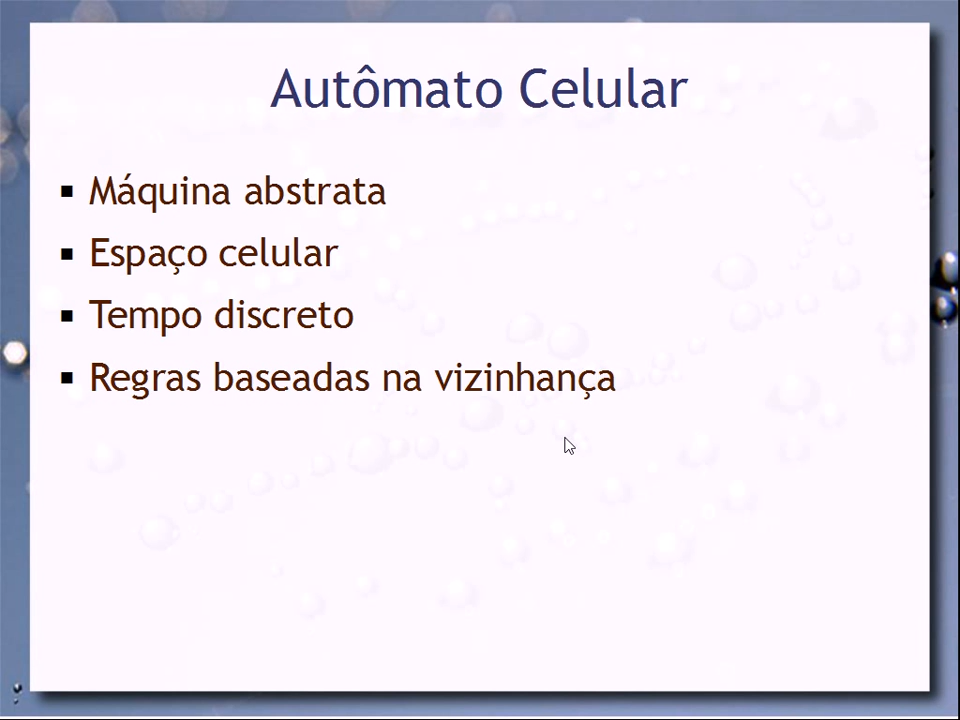 Autômato Celular
Máquina abstrata
Espaço celular
Tempo discreto
Regras baseadas na vizinhança